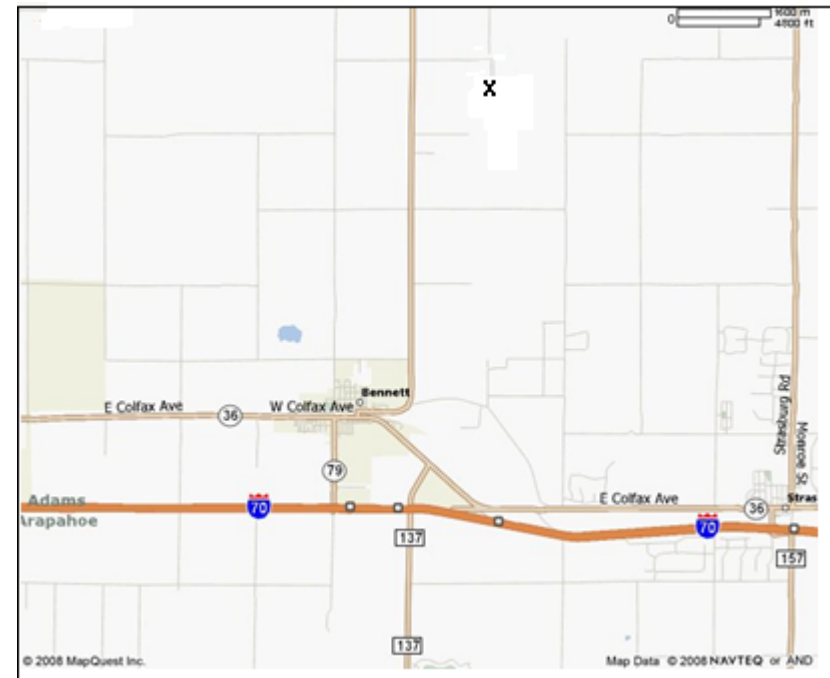 1600 m
0
4800 ft
X
Bennett
E Colfax Ave
36
W Colfax Ave
Strasburg Rd
Monroe St
79
Adams
Arapahoe
70
E Colfax Ave
36
Stras
70
137
157
137
© 2008 MapQuest Inc.
Map Data © 2008 NAVTEQ or AND